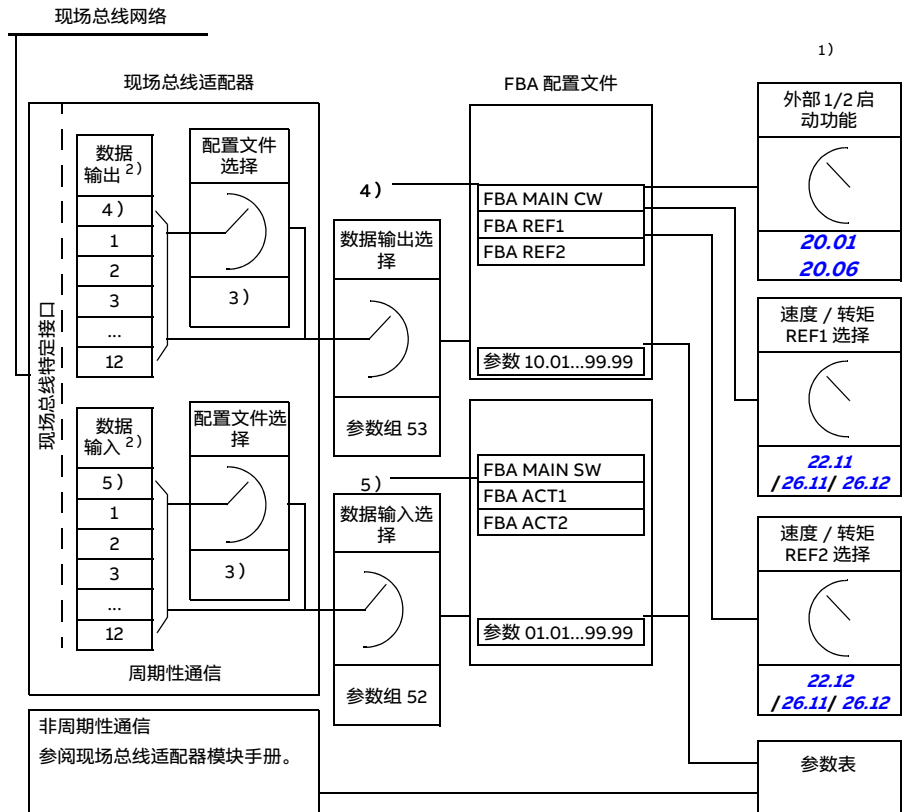 现场总线网络
1)
现场总线适配器
现场总线特定接口
数据
输出 2)
4)
1
2
3
...
12
配置文件
选择
3)
数据
输入 2)
5)
1
2
3
...
12
配置文件选
择
3)
周期性通信
4)
数据输出选
择
参数组 53
5)
数据输入选
择
参数组 52
FBA 配置文件
FBA MAIN CW
FBA REF1
FBA REF2
参数 10.01...99.99
FBA MAIN SW
FBA ACT1
FBA ACT2
参数 01.01...99.99
外部 1/2 启
动功能
20.01
20.06
速度 / 转矩
REF1 选择
22.11
/26.11/ 26.12
速度 / 转矩
REF2 选择
22.12
/26.11/ 26.12
非周期性通信
参阅现场总线适配器模块手册。
参数表